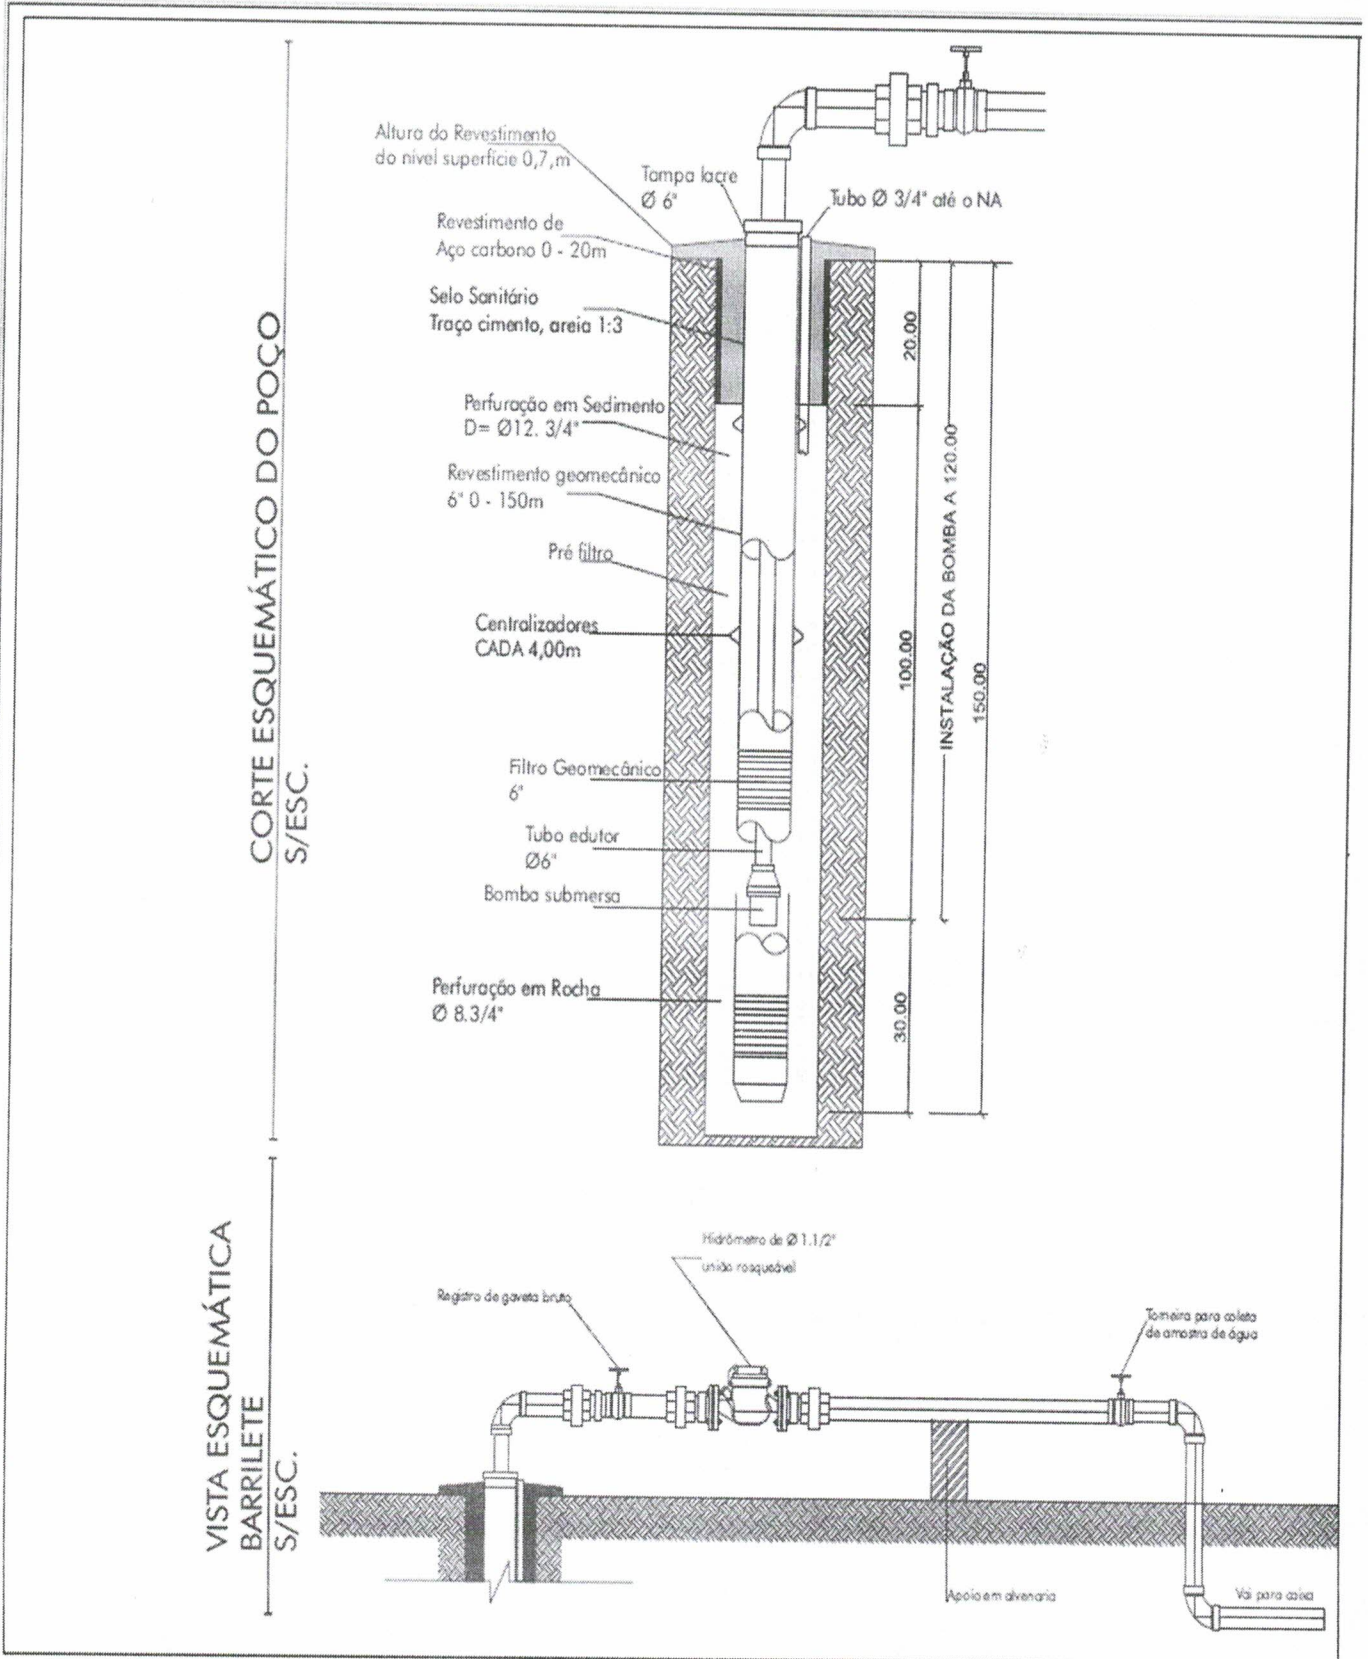 CORTE ESQUEMÁTICO DO POÇO
S/ESC.
Altura do Revestimento
do nível superfície 0,7,m
Tampa lacre
Ø 6"
Tubo Ø 3/4" até o NA
Revestimento de
Aço carbono 0 - 20m
Selo Sanitário
Traço cimento, areia 1:3
Perfuração em Sedimento
D= Ø12. 3/4"
Revestimento geomecânico
6" 0 - 150m
Pré filtro
Centralizadores
CADA 4,00m
Filtro Geomecânico
6"
Tubo edutor
Ø6"
Bomba submersa
Perfuração em Rocha
Ø 8.3/4"
20.00
100.00
30.00
INSTALAÇÃO DA BOMBA A 120.00
150.00
VISTA ESQUEMÁTICA
BARRILETE
S/ESC.
Hidrômetro de Ø 1.1/2"
união rosqueável
Registro de gaveta bruto
Torneira para coleta
de amostra de água
Apoio em alvenaria
Vai para caixa